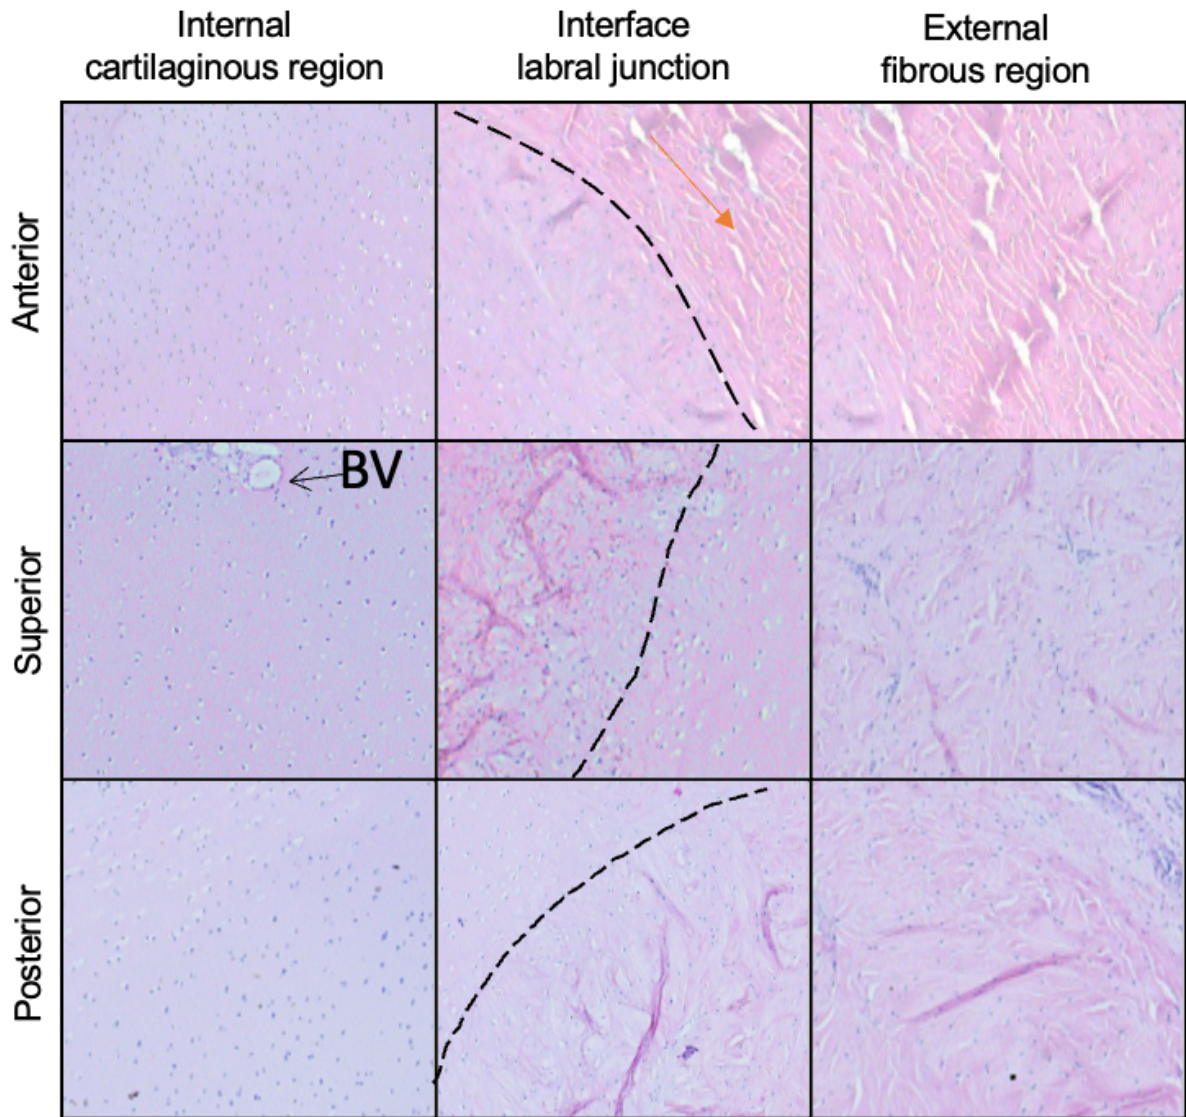 Internal
cartilaginous region
Interface
labral junction
External
fibrous region
Anterior
BV
Superior
Posterior